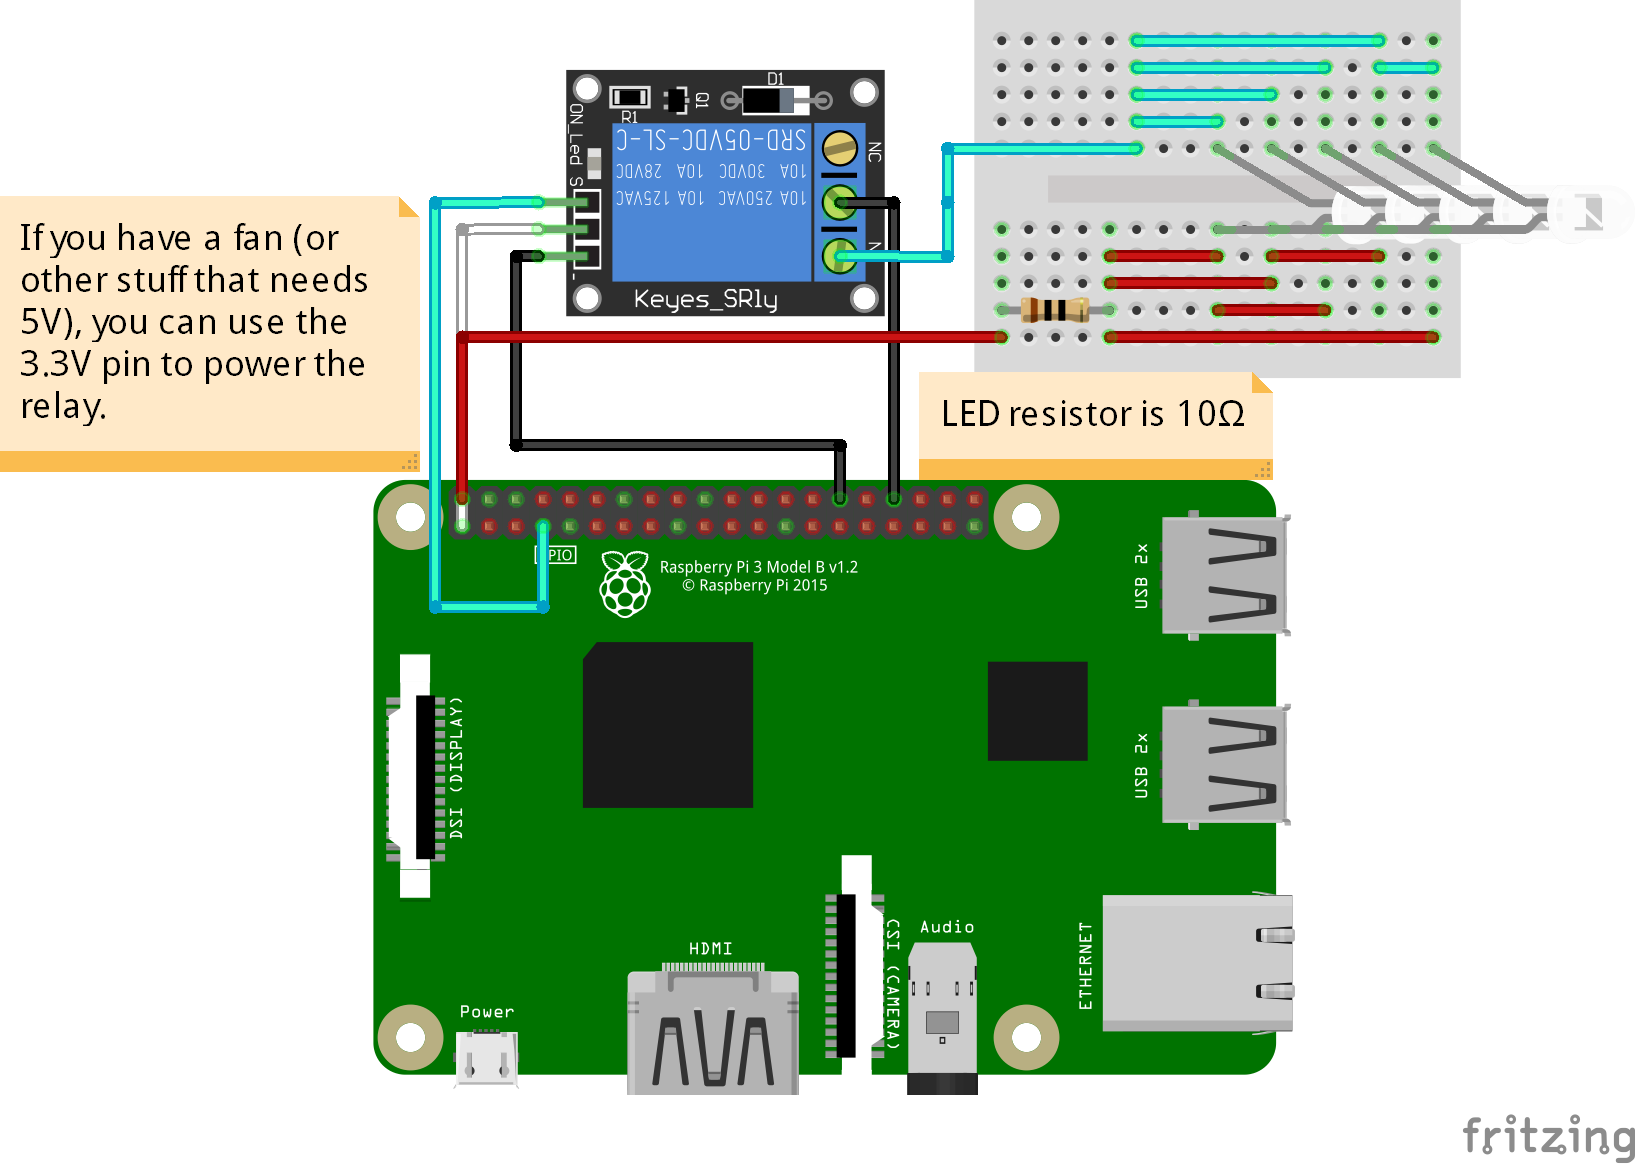 If you have a fan (or
other stuff that needs
5V), you can use the
3.3V pin to power the
relay.
ON_Led
S
R1
Q1
D1
SRD-05VDC-SL-C
10A 30VDC 10A 28VDC
10A 250VAC 10A 125VAC
NC
N
-
Keyes_SR1y
LED resistor is 10Ω
GPIO
Raspberry Pi 3 Model B v1.2
© Raspberry Pi 2015
USB 2x
USB 2x
DSI (DISPLAY)
HDMI
CSI (CAMERA)
Audio
ETHERNET
Power
fritzing